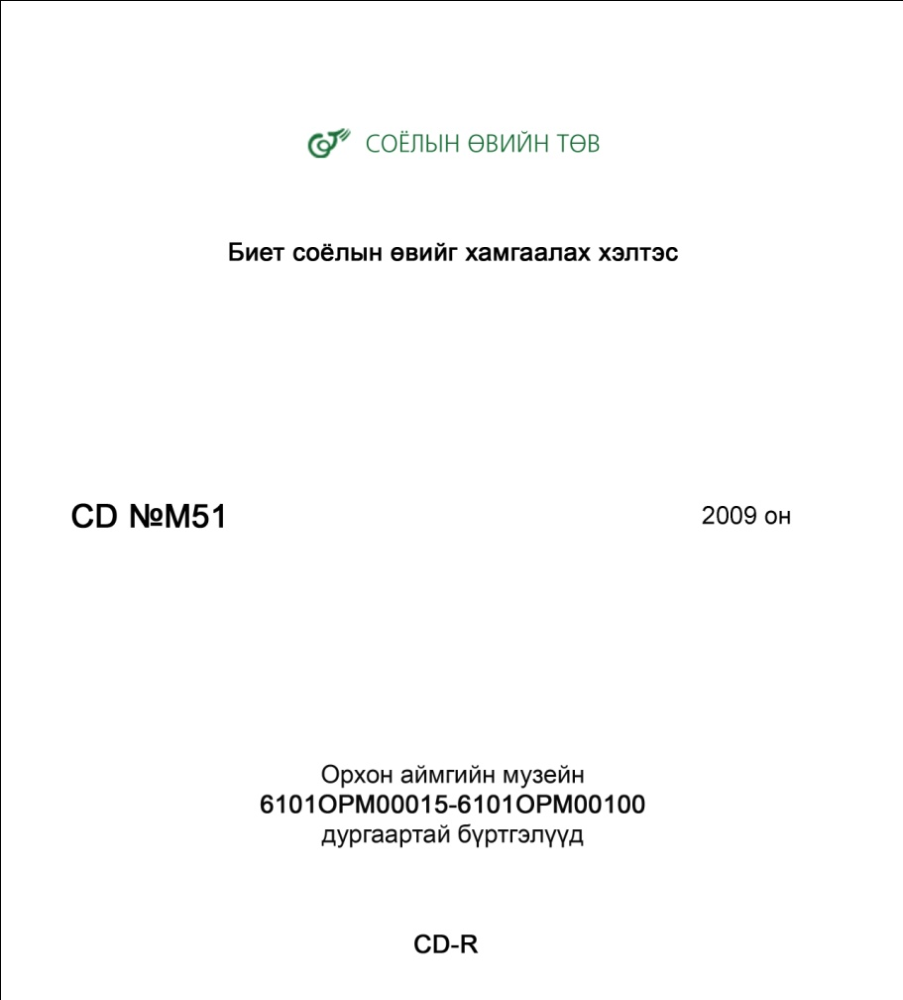 СОЁЛЫН ӨВИЙН ТӨВ
Биет соёлын өвийг хамгаалах хэлтэс
CD №M51
2009 он
Орхон аймгийн музейн
6101ОРМ00015-6101ОРМ00100
дургаартай бүртгэлүүд
CD-R